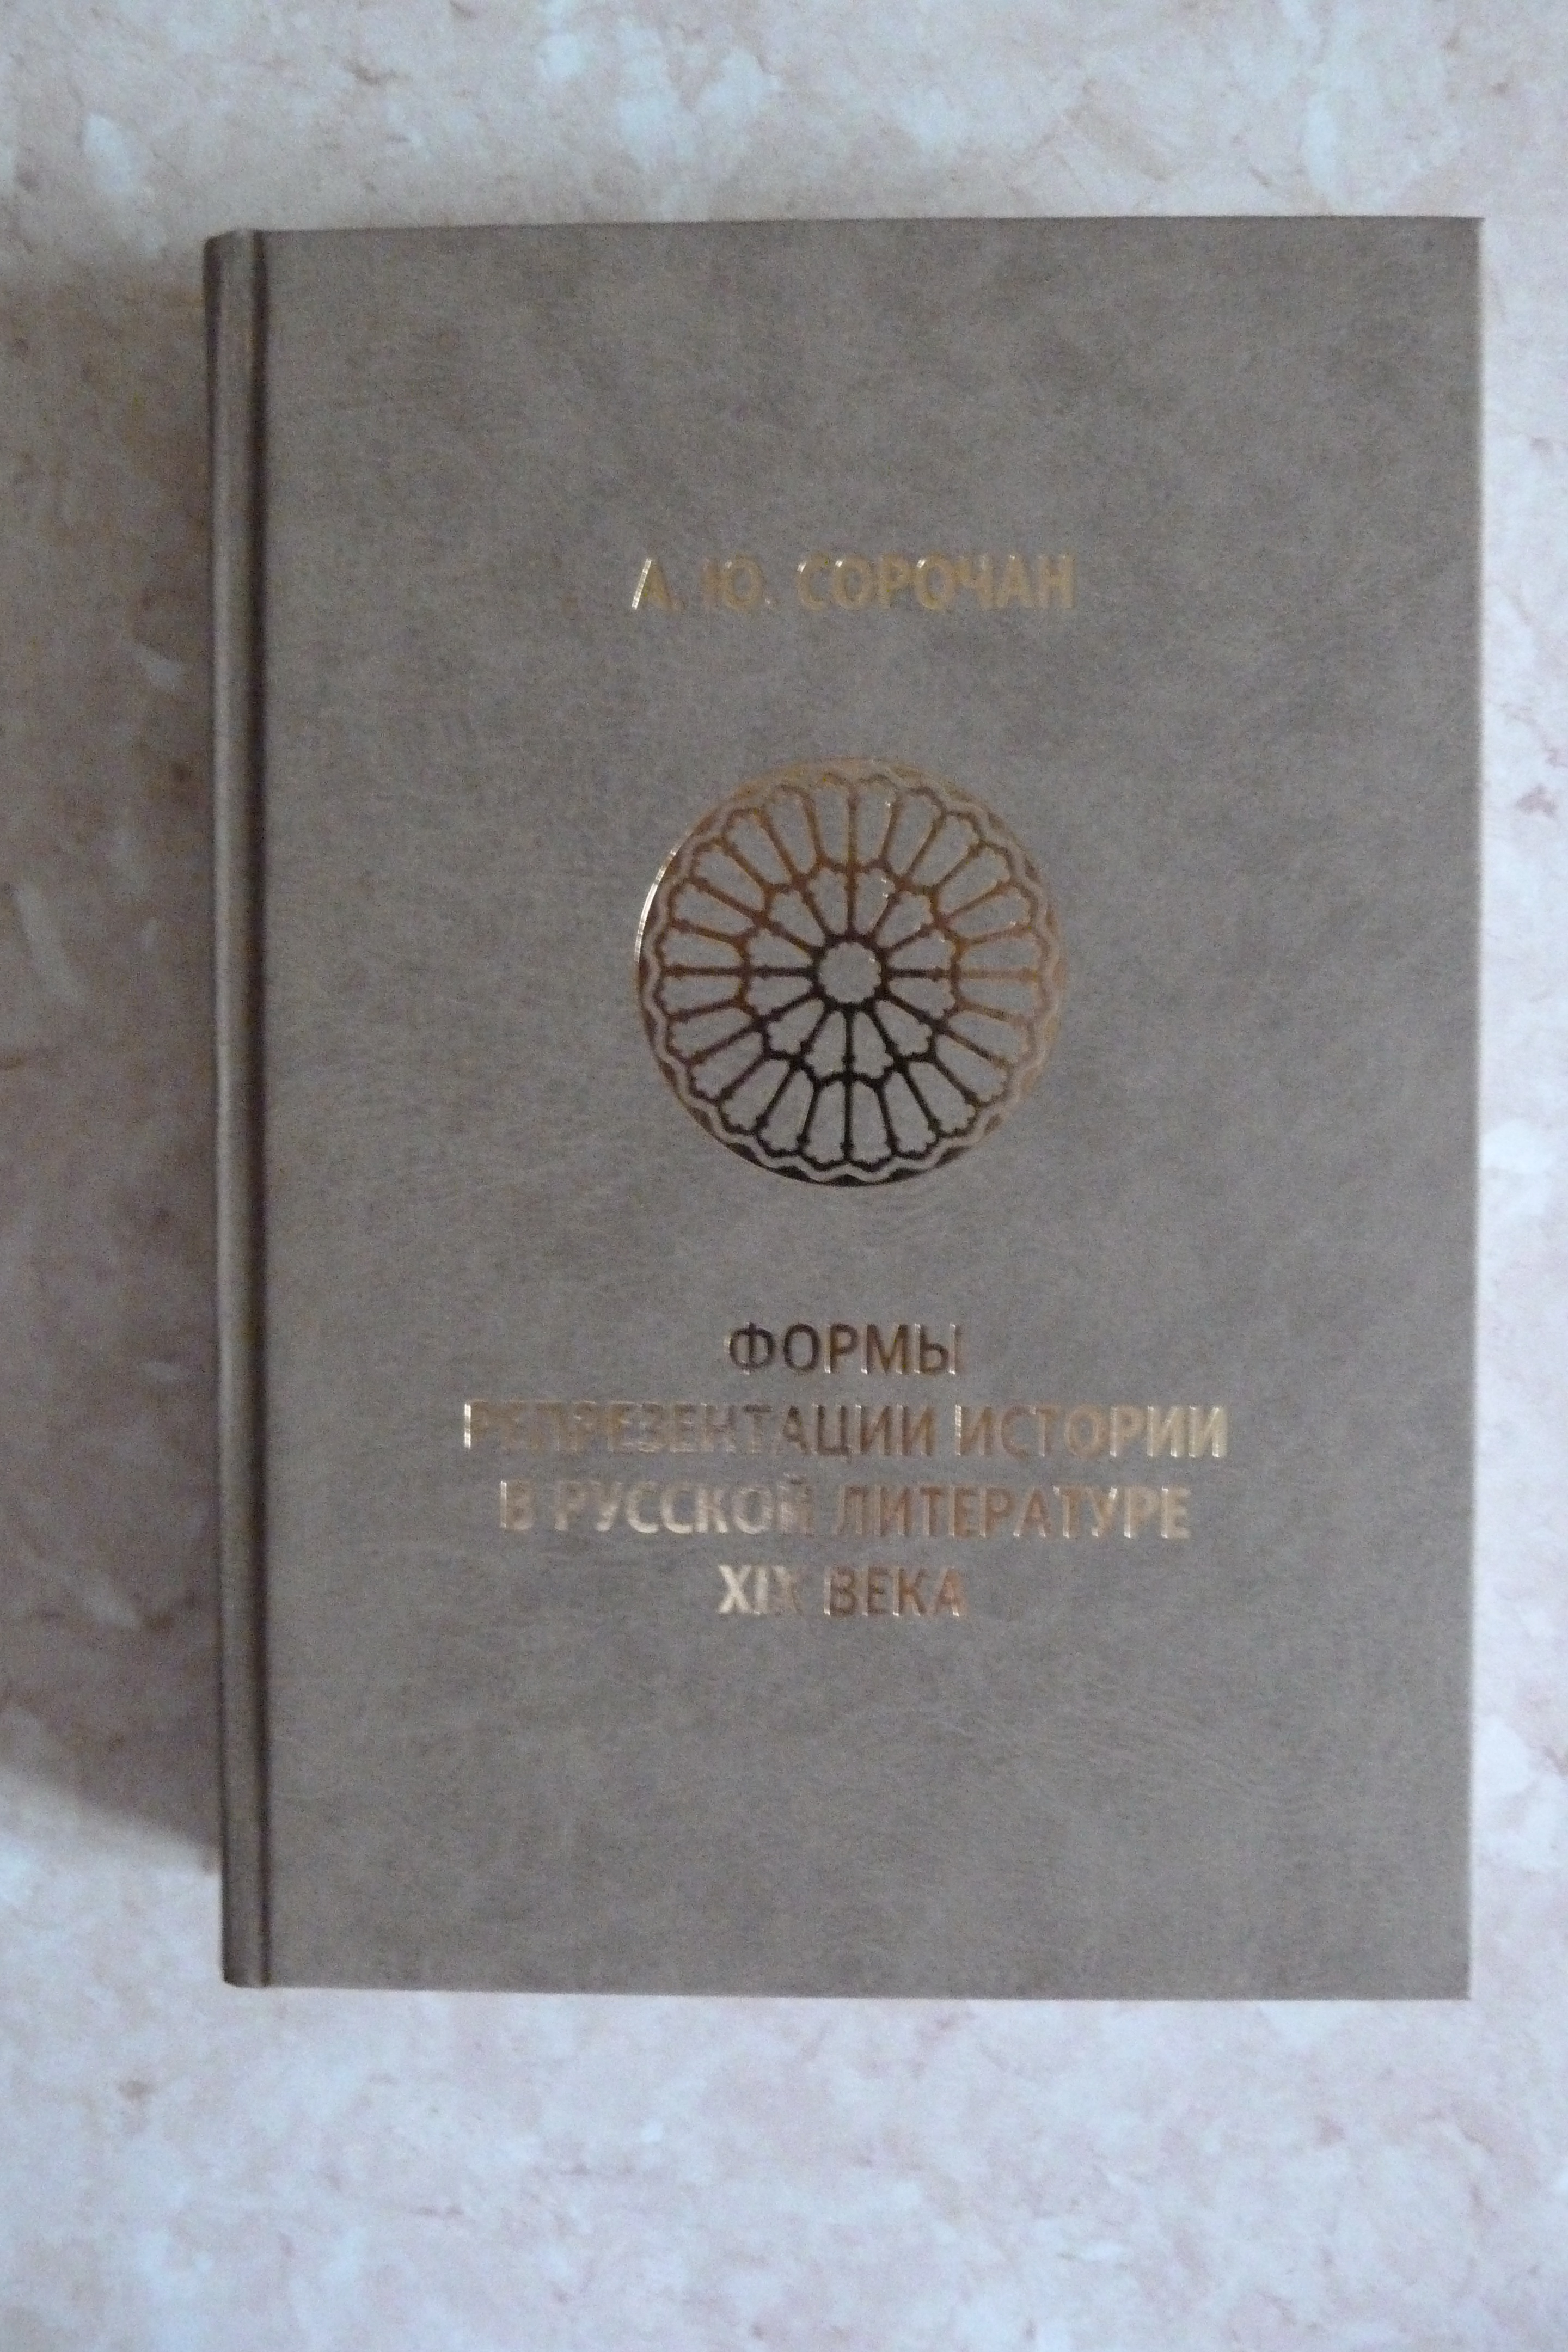 А. Ю. СОРОЧАН
ФОРМЫ
РЕПРЕЗЕНТАЦИИ ИСТОРИИ
В РУССКОЙ ЛИТЕРАТУРЕ
XIX ВЕКА